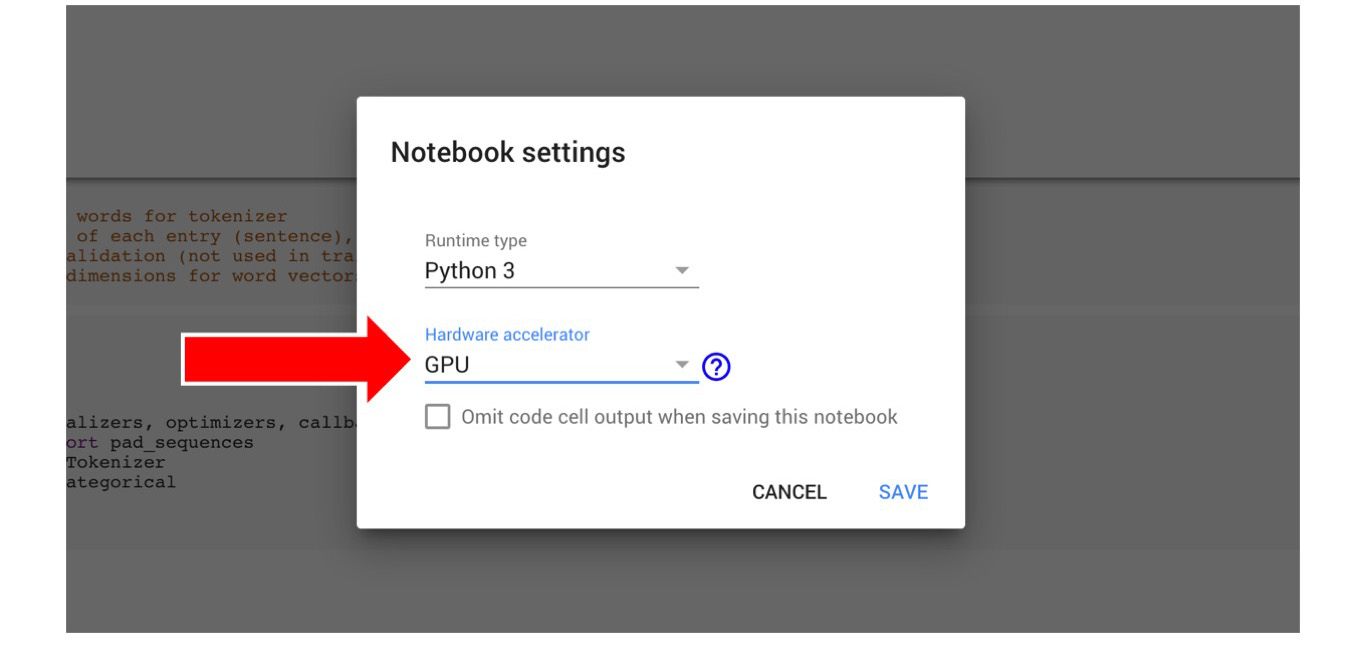 Notebook settings
words for tokenizer
of each entry (sentence),
alidation (not used in tra
dimensions for word vector
Runtime type
Python 3
Hardware accelerator
GPU
?
Omit code cell output when saving this notebook
alizers, optimizers, callb
ort pad_sequences
Tokenizer
ategorical
CANCEL SAVE